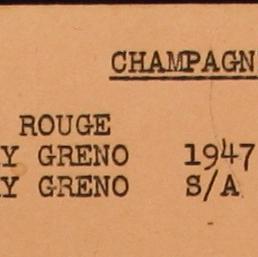 CHAMPAGN
ROUGE
Y GRENO 1947
Y GRENO S/A